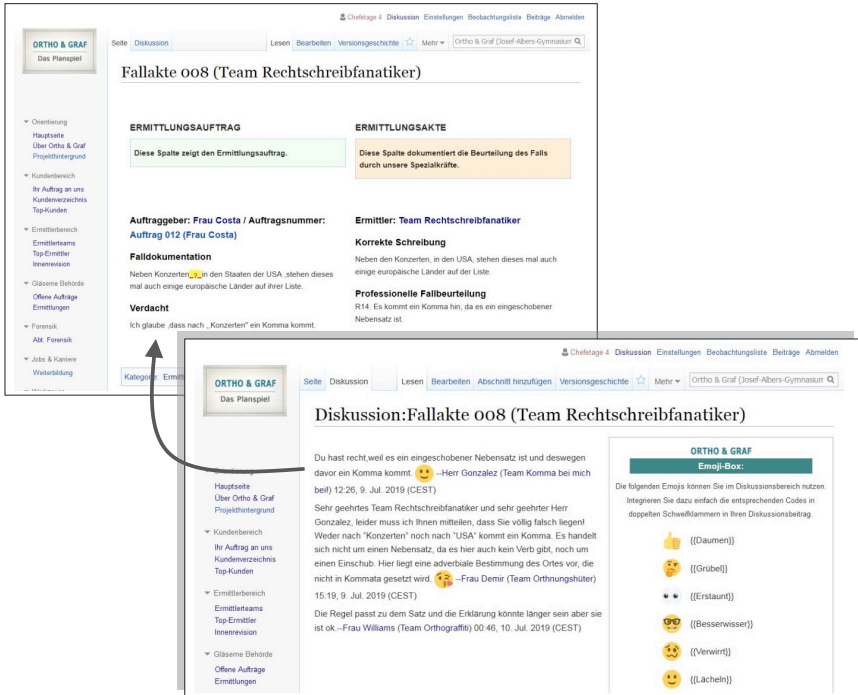 Chefetage 4 Diskussion Einstellungen Beobachtungsliste Beiträge Abmelden
ORTHO & GRAF
Das Planspiel
Seite Diskussion Lesen Bearbeiten Versionsgeschichte Mehr Ortho & Graf (Josef-Albers-Gymnasium
Fallakte 008 (Team Rechtschreibfanatiker)
Orientierung
Hauptseite
Über Ortho & Graf
Projekthintergrund
Kundenbereich
Ihr Auftrag an uns
Kundenverzeichnis
Top-Kunden
Ermittlerbereich
Ermittlerteams
Top-Ermittler
Innenrevision
Gläserne Behörde
Offene Aufträge
Ermittlungen
Forensik
Abt. Forensik
Jobs & Karriere
Weiterbildung
ERMITTLUNGSAUFTRAG
Diese Spalte zeigt den Ermittlungsauftrag.
Auftraggeber: Frau Costa / Auftragsnummer:
Auftrag 012 (Frau Costa)
Falldokumentation
Neben Konzerten_?_in den Staaten der USA ,stehen dieses
mal auch einige europäische Länder auf ihrer Liste.
Verdacht
Ich glaube ,dass nach ,,Konzerten" ein Komma kommt.
ERMITTLUNGSAKTE
Diese Spalte dokumentiert die Beurteilung des Falls
durch unsere Spezialkräfte.
Ermittler: Team Rechtschreibfanatiker
Korrekte Schreibung
Neben den Konzerten, in den USA, stehen dieses mal auch
einige europäische Länder auf der Liste.
Professionelle Fallbeurteilung
R14. Es kommt ein Komma hin, da es ein eingeschobener
Nebensatz ist.
Kategorie: Ermitt
Chefetage 4 Diskussion Einstellungen Beobachtungsliste Beiträge Abmelden
ORTHO & GRAF
Das Planspiel
Seite Diskussion Lesen Bearbeiten Abschnitt hinzufügen Versionsgeschichte Mehr Ortho & Graf (Josef-Albers-Gymnasium
Diskussion:Fallakte 008 (Team Rechtschreibfanatiker)
Orientierung
Hauptseite
Über Ortho & Graf
Projekthintergrund
Kundenbereich
Ihr Auftrag an uns
Kundenverzeichnis
Top-Kunden
Ermittlerbereich
Ermittlerteams
Top-Ermittler
Innenrevision
Gläserne Behörde
Offene Aufträge
Ermittlungen
Du hast recht,weil es ein eingeschobener Nebensatz ist und deswegen
davor ein Komma kommt. --Herr Gonzalez (Team Komma bei mich
bei!) 12:26, 9. Jul. 2019 (CEST)
Sehr geehrtes Team Rechtschreibfanatiker und sehr geehrter Herr
Gonzalez, leider muss ich Ihnen mitteilen, dass Sie völlig falsch liegen!
Weder nach "Konzerten" noch nach "USA" kommt ein Komma. Es handelt
sich nicht um einen Nebensatz, da es hier auch kein Verb gibt, noch um
einen Einschub. Hier liegt eine adverbiale Bestimmung des Ortes vor, die
nicht in Kommata gesetzt wird. --Frau Demir (Team Orthnungshüter)
15:19, 9. Jul. 2019 (CEST)
Die Regel passt zu dem Satz und die Erklärung könnte länger sein aber sie
ist ok.--Frau Williams (Team Orthograffiti) 00:46, 10. Jul. 2019 (CEST)
ORTHO & GRAF
Emoji-Box:
Die folgenden Emojis können Sie im Diskussionsbereich nutzen.
Integrieren Sie dazu einfach die entsprechenden Codes in
doppelten Schweifklammern in Ihren Diskussionsbeitrag.
{{Daumen}}
{{Grübel}}
{{Erstaunt}}
{{Besserwisser}}
{{Verwirrt}}
{{Lächeln}}